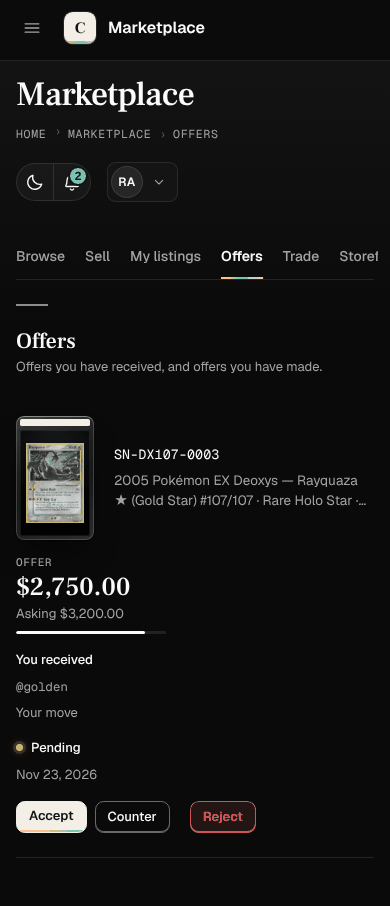 C Marketplace
Marketplace
HOME › MARKETPLACE › OFFERS
2
RA
Browse Sell My listings Offers Trade Storef
Offers
Offers you have received, and offers you have made.
SN-DX107-0003
2005 Pokémon EX Deoxys — Rayquaza
★ (Gold Star) #107/107 · Rare Holo Star ·…
OFFER
$2,750.00
Asking $3,200.00
You received
@golden
Your move
Pending
Nov 23, 2026
Accept Counter Reject